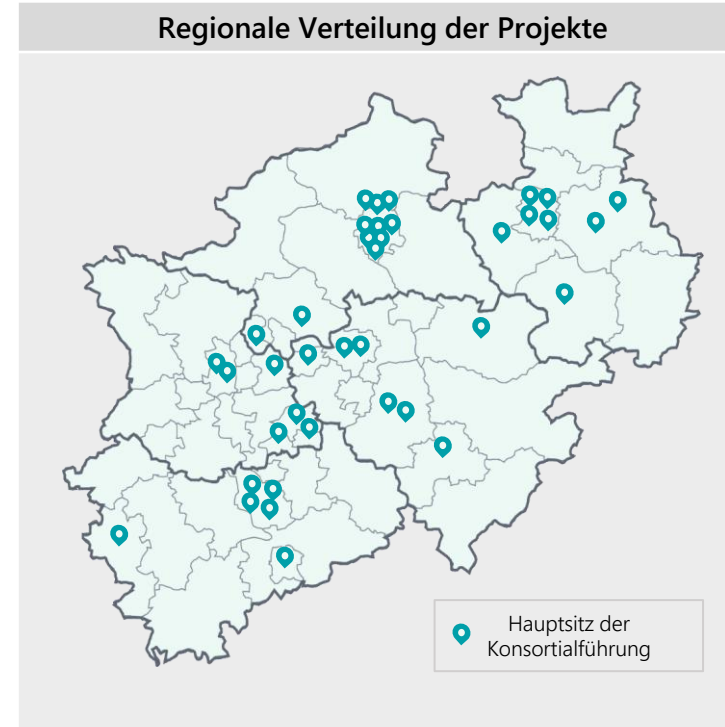 Regionale Verteilung der Projekte
Hauptsitz der
Konsortialführung